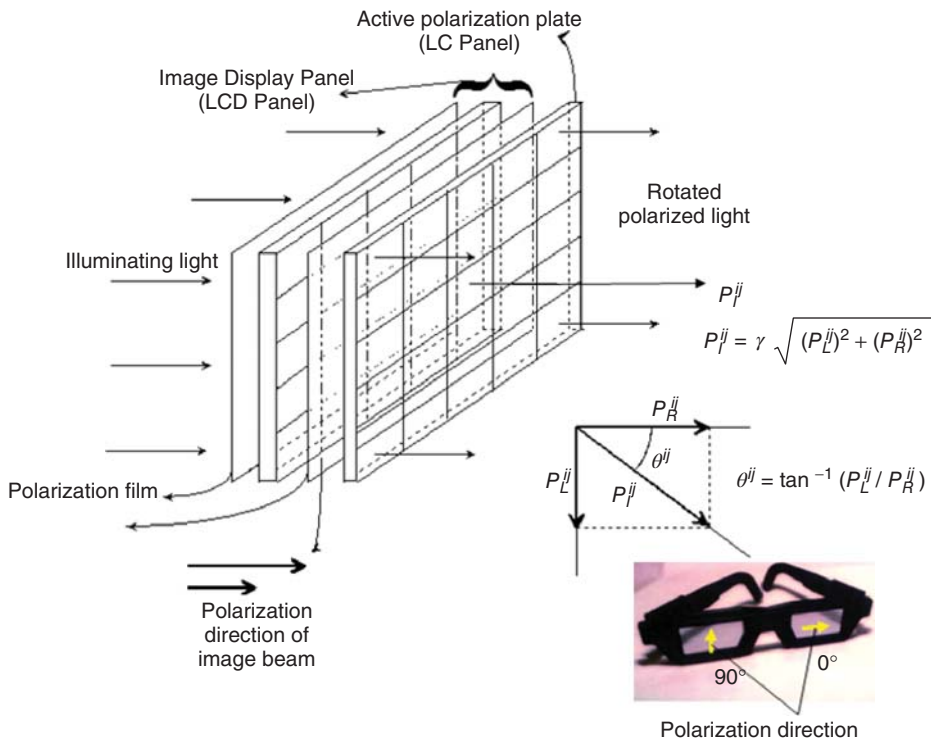 Active polarization plate
(LC Panel)
Image Display Panel
(LCD Panel)
Rotated
polarized light
Illuminating light
P_I^{ij}
P_I^{ij} = γ √((P_L^{ij})2 + (P_R^{ij})2)
P_R^{ij}
θ^{ij}
P_L^{ij}
P_I^{ij}
θ^{ij} = tan⁻¹ (P_L^{ij} / P_R^{ij})
Polarization film
Polarization
direction of
image beam
90°
0°
Polarization direction